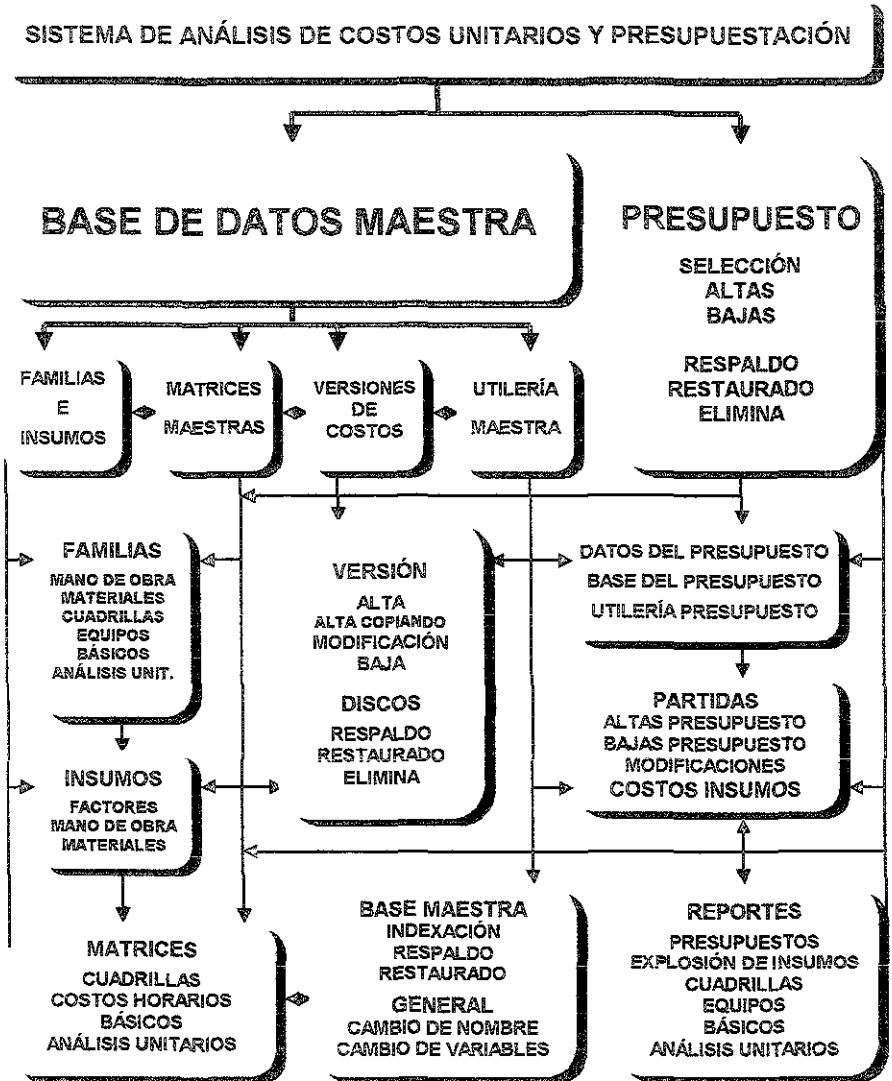 SISTEMA DE ANÁLISIS DE COSTOS UNITARIOS Y PRESUPUESTACIÓN
BASE DE DATOS MAESTRA
PRESUPUESTO
SELECCIÓN
ALTAS
BAJAS
RESPALDO
RESTAURADO
ELIMINA
FAMILIAS
E
INSUMOS
MATRICES
MAESTRAS
VERSIONES
DE
COSTOS
UTILERÍA
MAESTRA
FAMILIAS
MANO DE OBRA
MATERIALES
CUADRILLAS
EQUIPOS
BÁSICOS
ANÁLISIS UNIT.
VERSIÓN
ALTA
ALTA COPIANDO
MODIFICACIÓN
BAJA
DISCOS
RESPALDO
RESTAURADO
ELIMINA
DATOS DEL PRESUPUESTO
BASE DEL PRESUPUESTO
UTILERÍA PRESUPUESTO
PARTIDAS
ALTAS PRESUPUESTO
BAJAS PRESUPUESTO
MODIFICACIONES
COSTOS INSUMOS
INSUMOS
FACTORES
MANO DE OBRA
MATERIALES
MATRICES
CUADRILLAS
COSTOS HORARIOS
BÁSICOS
ANÁLISIS UNITARIOS
BASE MAESTRA
INDEXACIÓN
RESPALDO
RESTAURADO
GENERAL
CAMBIO DE NOMBRE
CAMBIO DE VARIABLES
REPORTES
PRESUPUESTOS
EXPLOSIÓN DE INSUMOS
CUADRILLAS
EQUIPOS
BÁSICOS
ANÁLISIS UNITARIOS